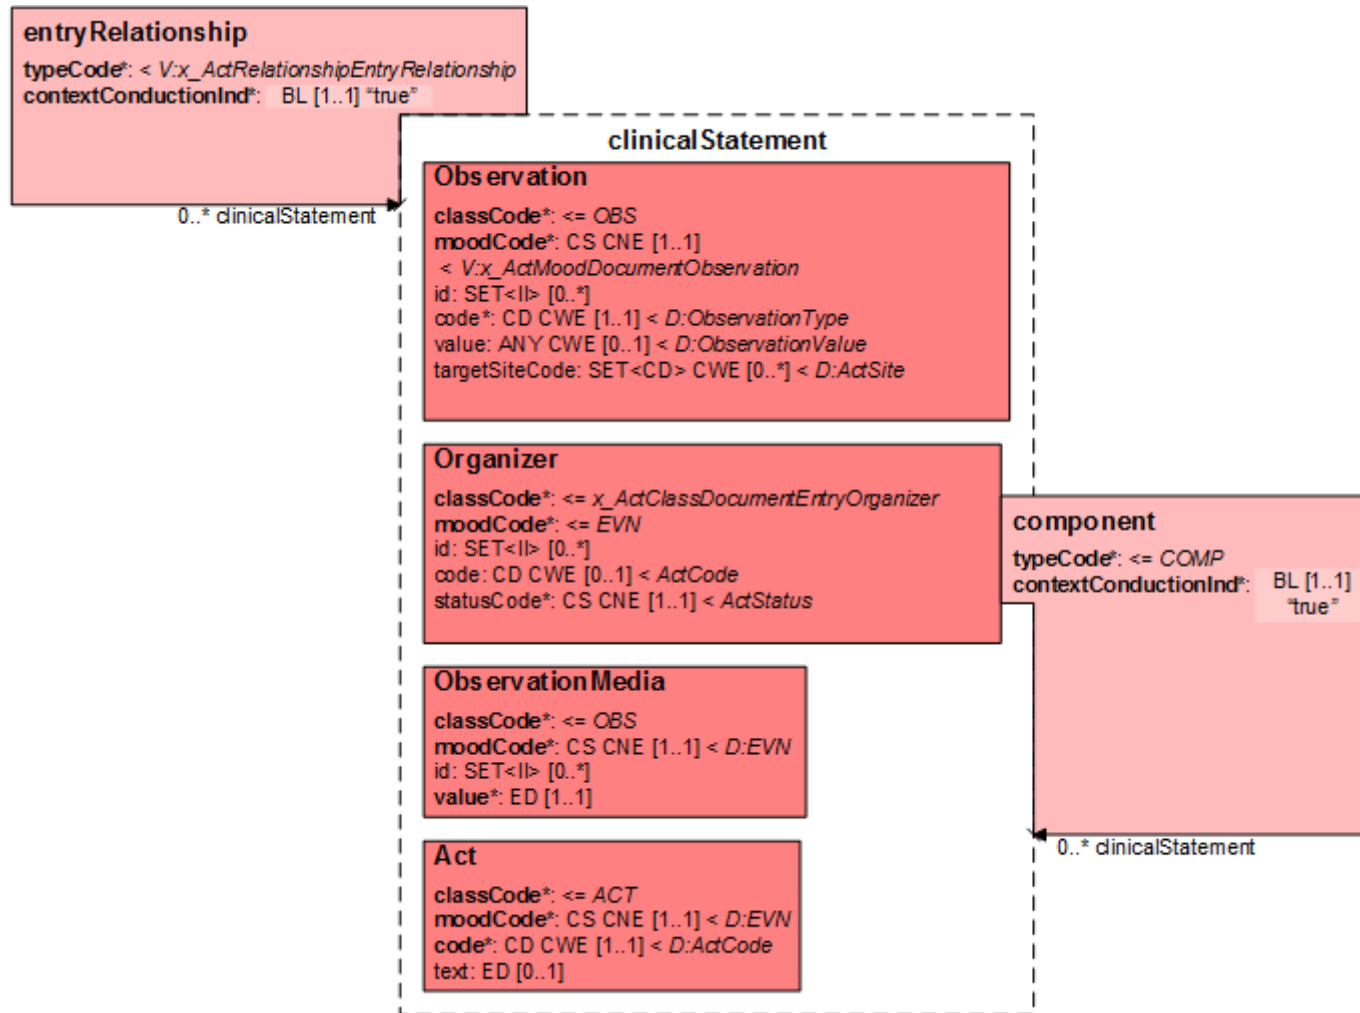 entryRelationship
typeCode*: < V:x_ActRelationshipEntryRelationship
contextConductionInd*: BL [1..1] “true”
0..* clinicalStatement
clinicalStatement
Observation
classCode*: <= OBS
moodCode*: CS CNE [1..1]
< V:x_ActMoodDocumentObservation
id: SET<II> [0..*]
code*: CD CWE [1..1] < D:ObservationType
value: ANY CWE [0..1] < D:ObservationValue
targetSiteCode: SET<CD> CWE [0..*] < D:ActSite
Organizer
classCode*: <= x_ActClassDocumentEntryOrganizer
moodCode*: <= EVN
id: SET<II> [0..*]
code: CD CWE [0..1] < ActCode
statusCode*: CS CNE [1..1] < ActStatus
component
typeCode*: <= COMP
contextConductionInd*: BL [1..1]
“true”
0..* clinicalStatement
ObservationMedia
classCode*: <= OBS
moodCode*: CS CNE [1..1] < D:EVN
id: SET<II> [0..*]
value*: ED [1..1]
Act
classCode*: <= ACT
moodCode*: CS CNE [1..1] < D:EVN
code*: CD CWE [1..1] < D:ActCode
text: ED [0..1]